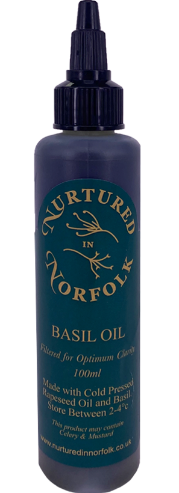 NURTURED
IN
NORFOLK
BASIL OIL
Filtered for Optimum Clarity
100ml
Made with Cold Pressed
Rapeseed Oil and Basil
Store Between 2-4°c
This product may contain
Celery & Mustard
www.nurturedinnorfolk.co.uk